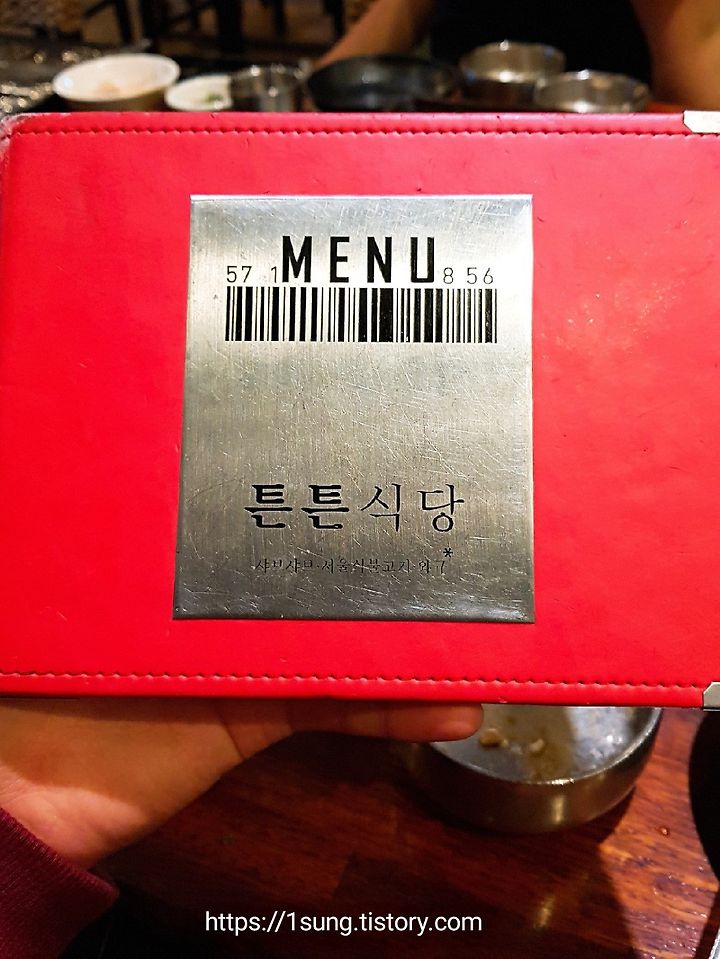 MENU
57 1 8 56
튼튼식당
샤브샤브·서울식불고기·와
https://1sung.tistory.com